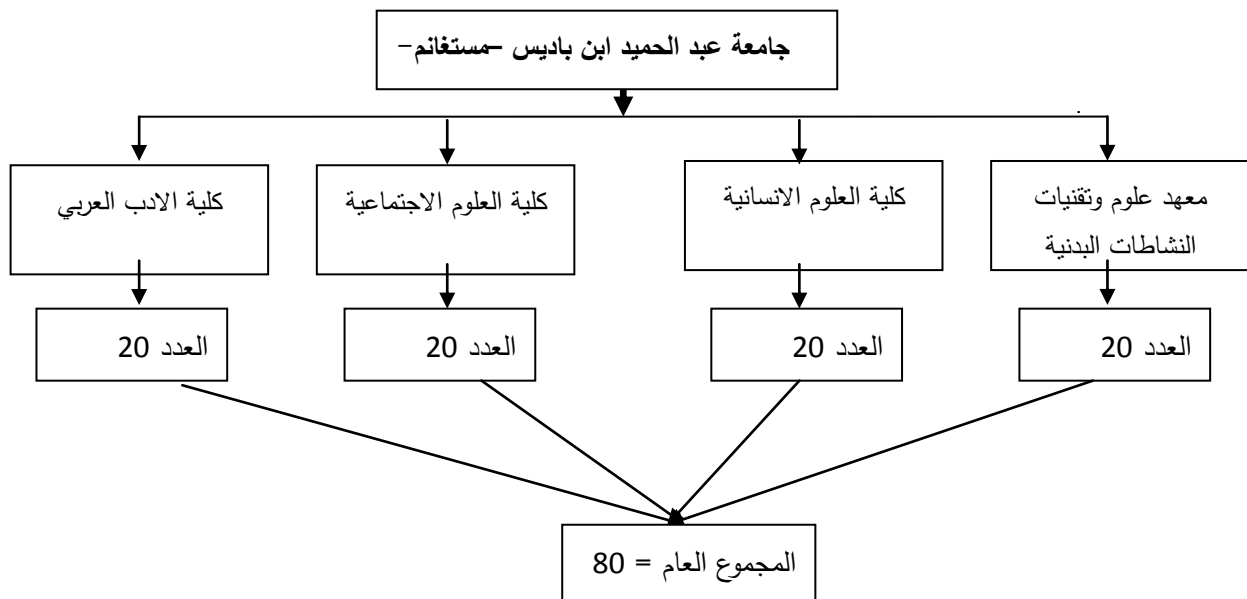 جامعة عبد الحميد ابن باديس –مستغانم-
معهد علوم وتقنيات
النشاطات البدنية
كلية العلوم الانسانية
كلية العلوم الاجتماعية
كلية الادب العربي
العدد 20
العدد 20
العدد 20
العدد 20
المجموع العام = 80